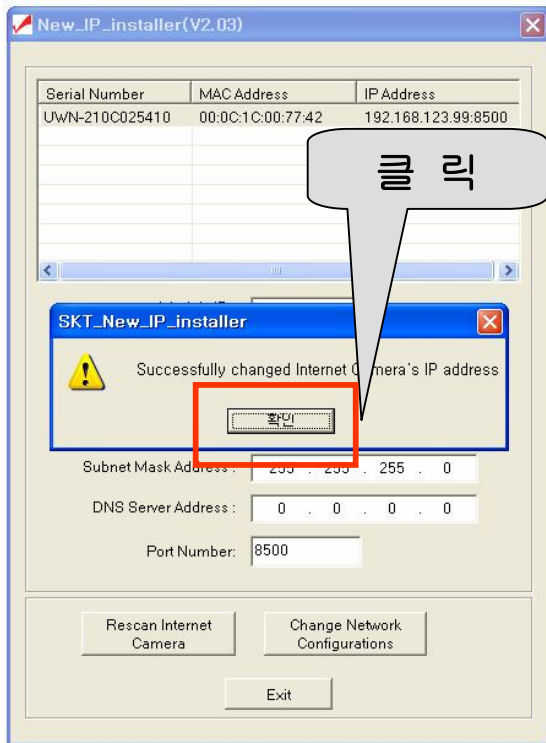 New_IP_installer(V2.03)
Serial Number MAC Address IP Address
UWN-210C025410 00:0C:1C:00:77:42 192.168.123.99:8500
클 릭
SKT_New_IP_installer
Successfully changed Internet Camera's IP address
확인
Subnet Mask Address : 255 . 255 . 255 . 0
DNS Server Address : 0 . 0 . 0 . 0
Port Number: 8500
Rescan Internet
Camera
Change Network
Configurations
Exit